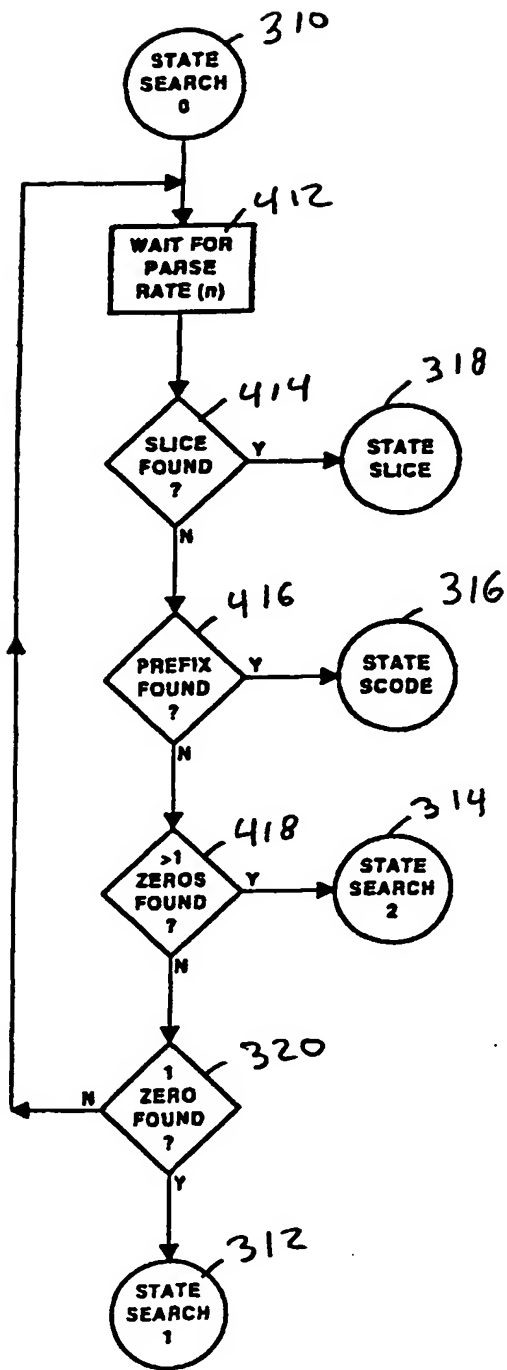 310
STATE
SEARCH
0
412
WAIT FOR
PARSE
RATE (n)
414
SLICE
FOUND
?
Y
N
318
STATE
SLICE
416
PREFIX
FOUND
?
Y
N
316
STATE
SCODE
418
>1
ZEROS
FOUND
?
Y
N
314
STATE
SEARCH
2
320
1
ZERO
FOUND
?
N
Y
312
STATE
SEARCH
1